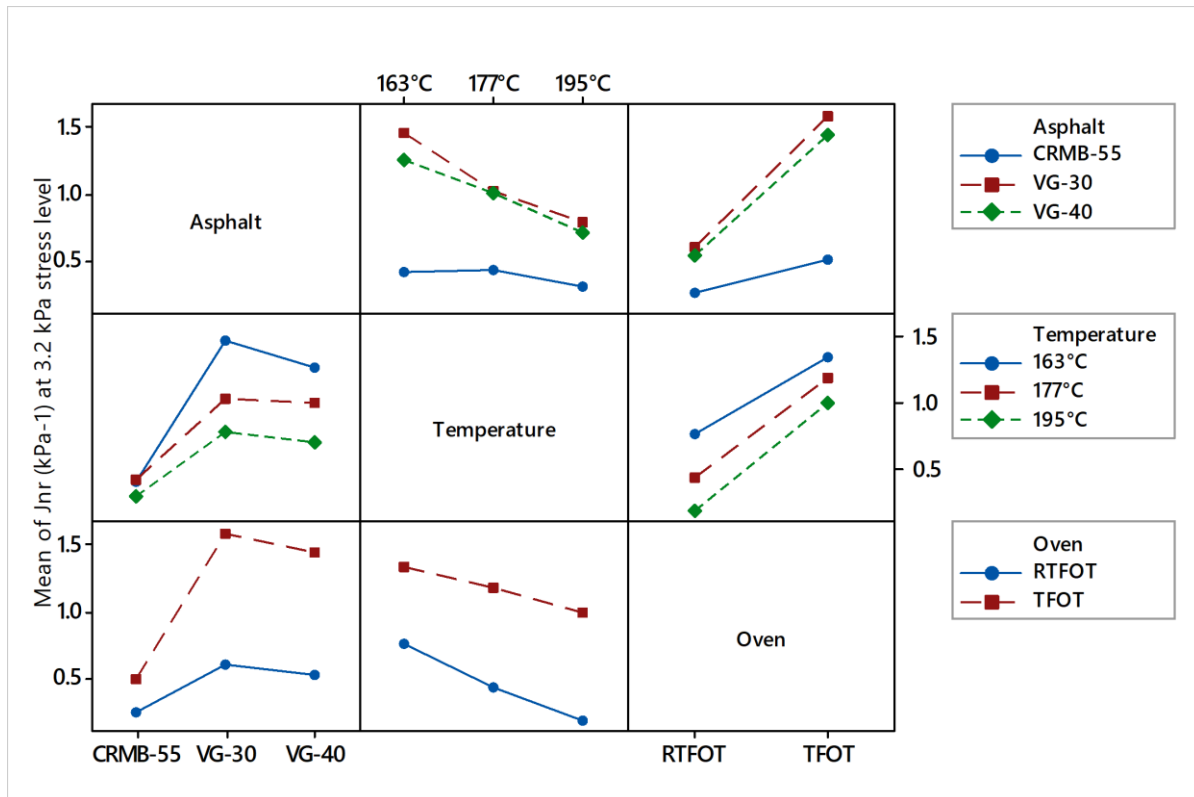 163°C 177°C 195°C
Mean of Jnr (kPa-1) at 3.2 kPa stress level
1.5
1.0
0.5
Asphalt
Asphalt
CRMB-55
VG-30
VG-40
Temperature
1.5
1.0
0.5
Temperature
163°C
177°C
195°C
1.5
1.0
0.5
Oven
Oven
RTFOT
TFOT
CRMB-55 VG-30 VG-40 RTFOT TFOT